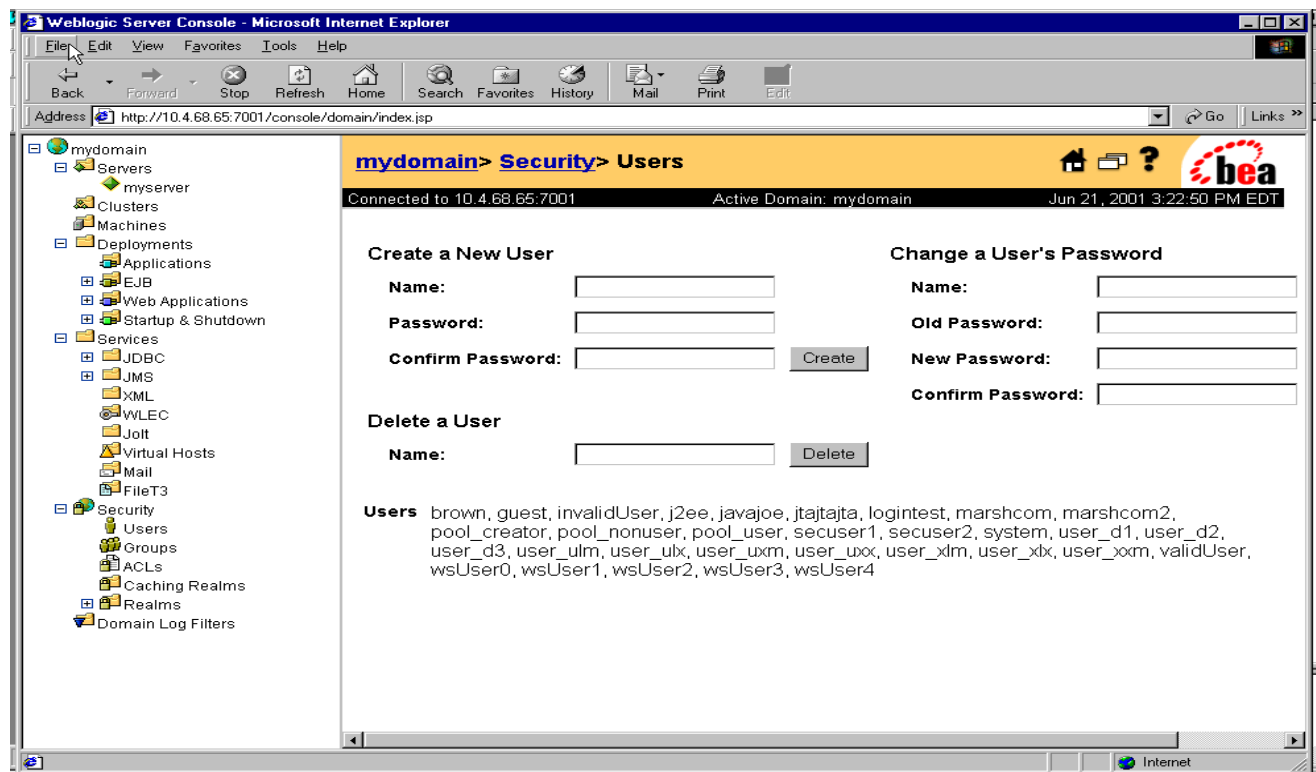 Weblogic Server Console - Microsoft Internet Explorer
File Edit View Favorites Tools Help
Back Forward Stop Refresh Home Search Favorites History Mail Print Edit
Address http://10.4.68.65:7001/console/domain/index.jsp Go Links »
mydomain
Servers
myserver
Clusters
Machines
Deployments
Applications
EJB
Web Applications
Startup & Shutdown
Services
JDBC
JMS
XML
WLEC
Jolt
Virtual Hosts
Mail
FileT3
Security
Users
Groups
ACLs
Caching Realms
Realms
Domain Log Filters
mydomain> Security> Users
? bea
Connected to 10.4.68.65:7001 Active Domain: mydomain Jun 21, 2001 3:22:50 PM EDT
Create a New User
Name:
Password:
Confirm Password: Create
Delete a User
Name: Delete
Change a User's Password
Name:
Old Password:
New Password:
Confirm Password:
Users brown, guest, invalidUser, j2ee, javajoe, jtajtajta, logintest, marshcom, marshcom2,
pool_creator, pool_nonuser, pool_user, secuser1, secuser2, system, user_d1, user_d2,
user_d3, user_ulm, user_ulx, user_uxm, user_uxx, user_xlm, user_xlx, user_xxm, validUser,
wsUser0, wsUser1, wsUser2, wsUser3, wsUser4
Internet